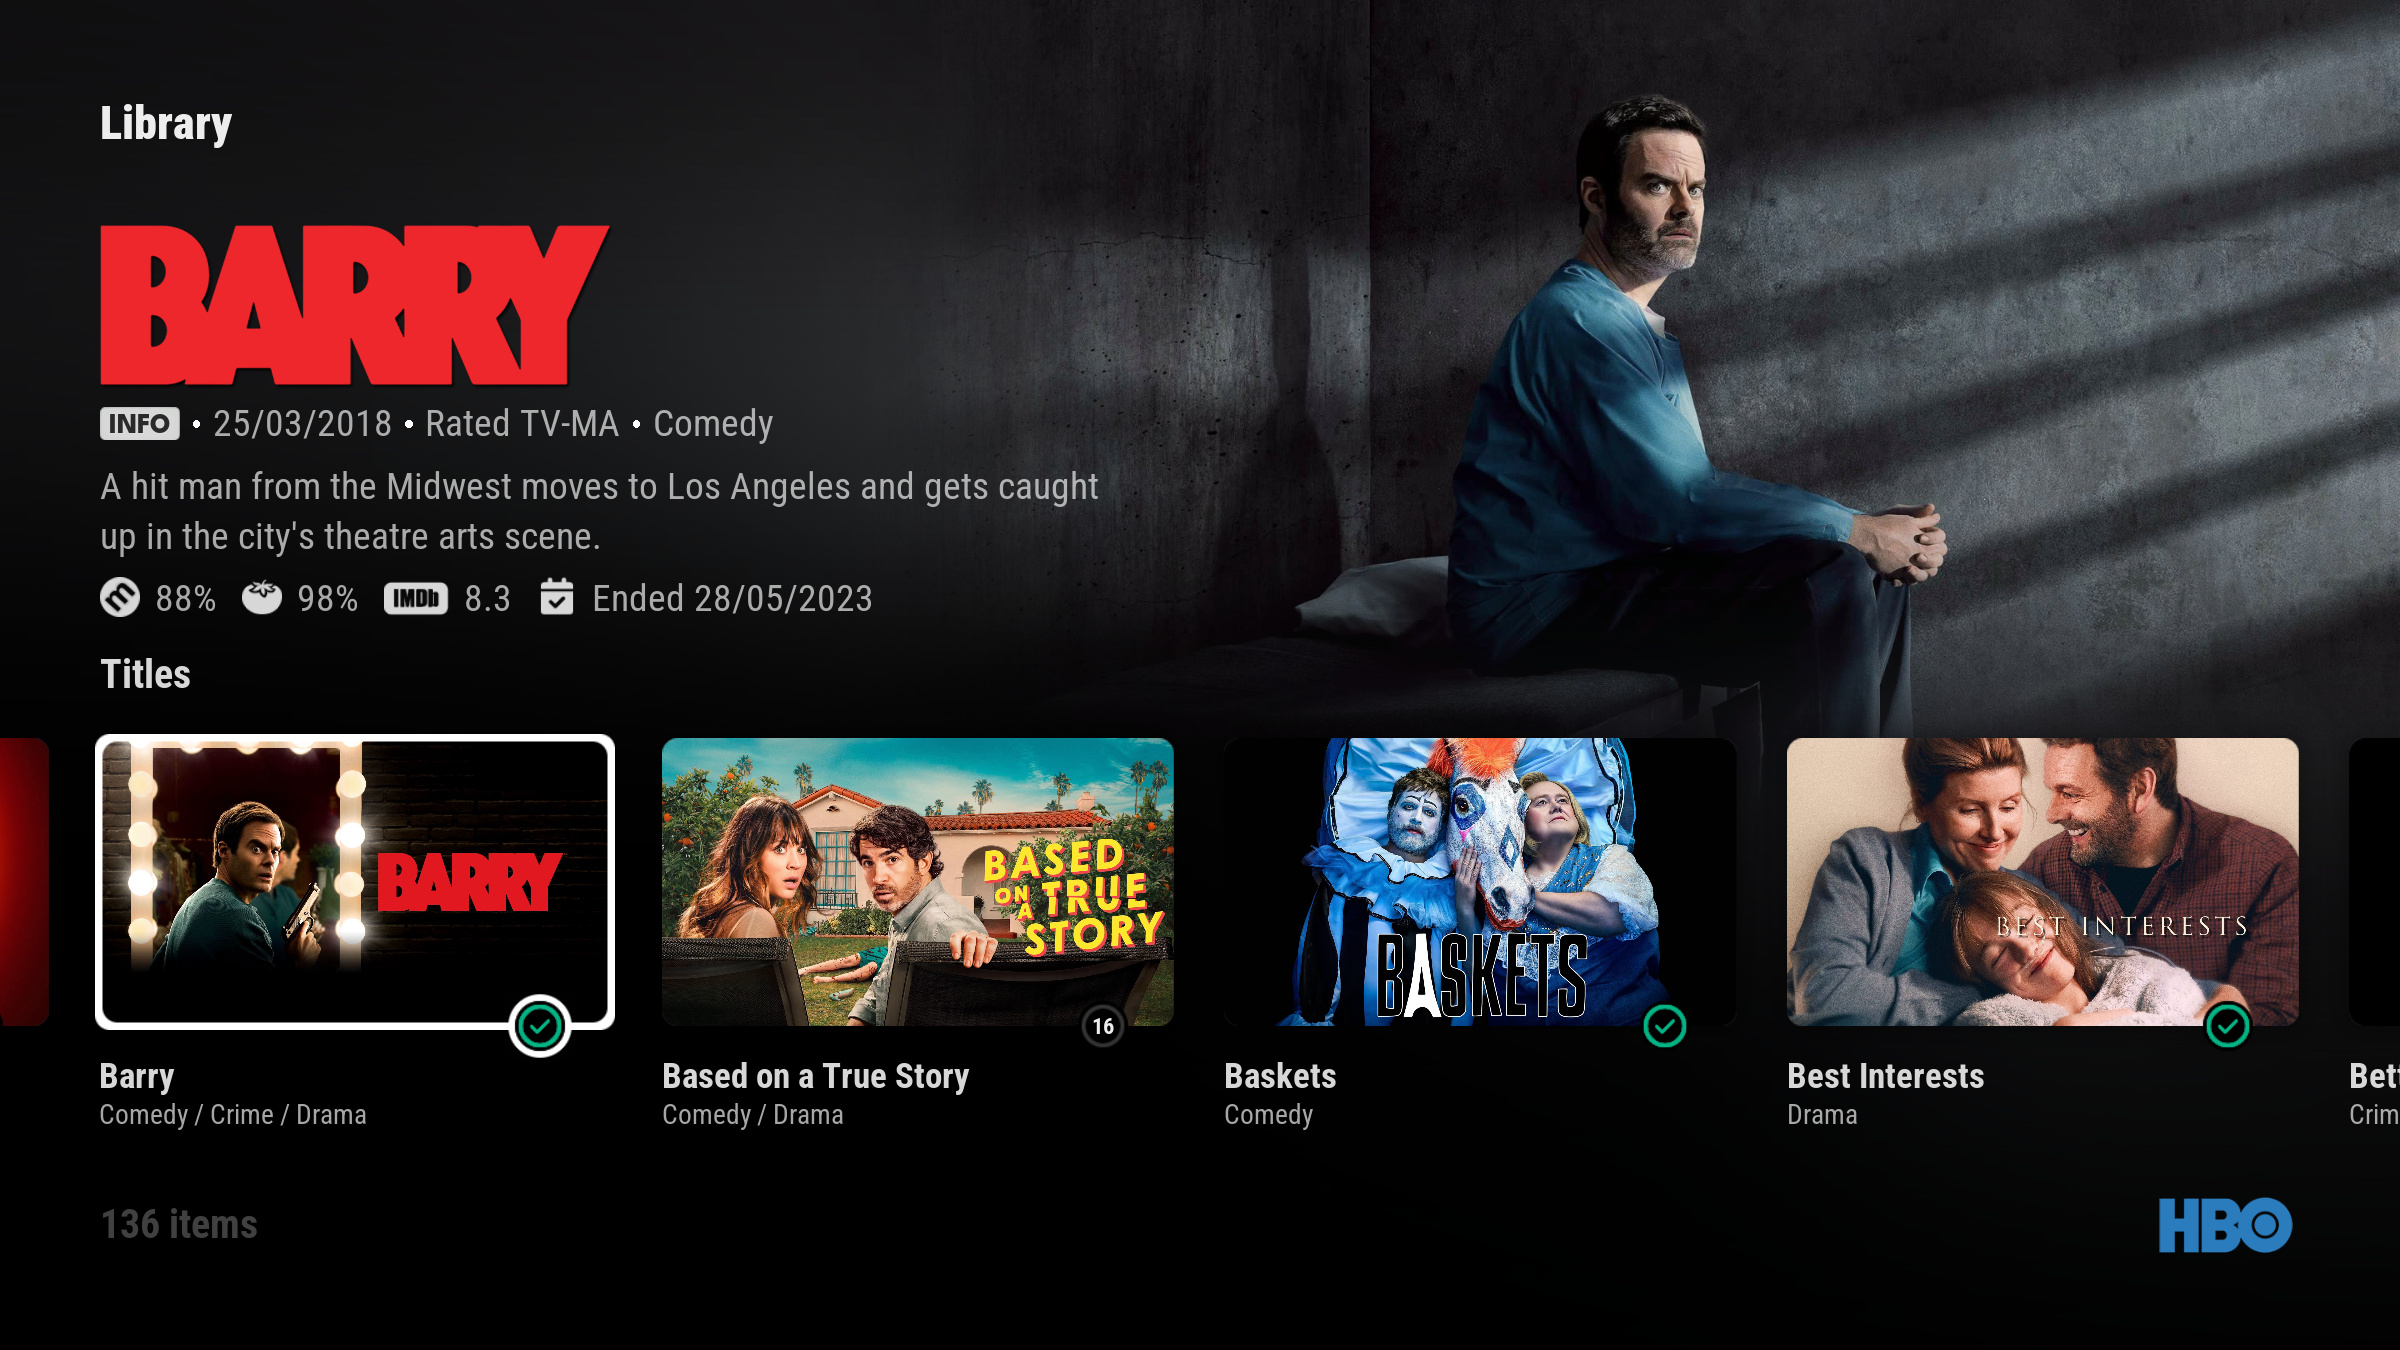 Library
BARRY
INFO • 25/03/2018 • Rated TV-MA • Comedy
A hit man from the Midwest moves to Los Angeles and gets caught
up in the city's theatre arts scene.
m 88% 98% IMDb 8.3 Ended 28/05/2023
Titles
BARRY
BASED
ON TRUE
A
STORY
BASKETS
BEST INTERESTS
16
Barry
Comedy / Crime / Drama
Based on a True Story
Comedy / Drama
Baskets
Comedy
Best Interests
Drama
136 items
HBO